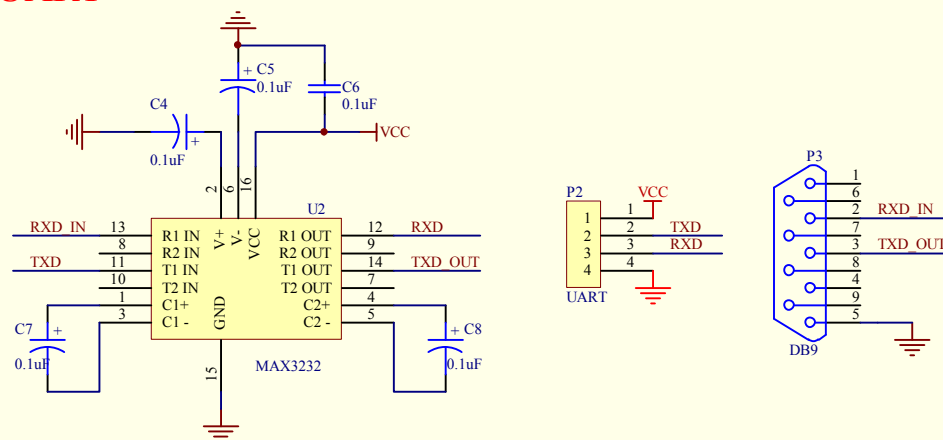 + C5
0.1uF
C6
0.1uF
C4
+
0.1uF
VCC
2
6
16
U2
RXD_IN 13 R1 IN V+ V- VCC R1 OUT 12 RXD
8 R2 IN R2 OUT 9
TXD 11 T1 IN T1 OUT 14 TXD_OUT
10 T2 IN T2 OUT 7
1 C1+ GND C2+ 4
3 C1 - C2 - 5
C7 +
0.1uF
+ C8
0.1uF
15
MAX3232
P2
VCC
1 1
2 2 TXD
3 3 RXD
4 4
UART
P3
1
6
2 RXD_IN
7
3 TXD_OUT
8
4
9
5
DB9